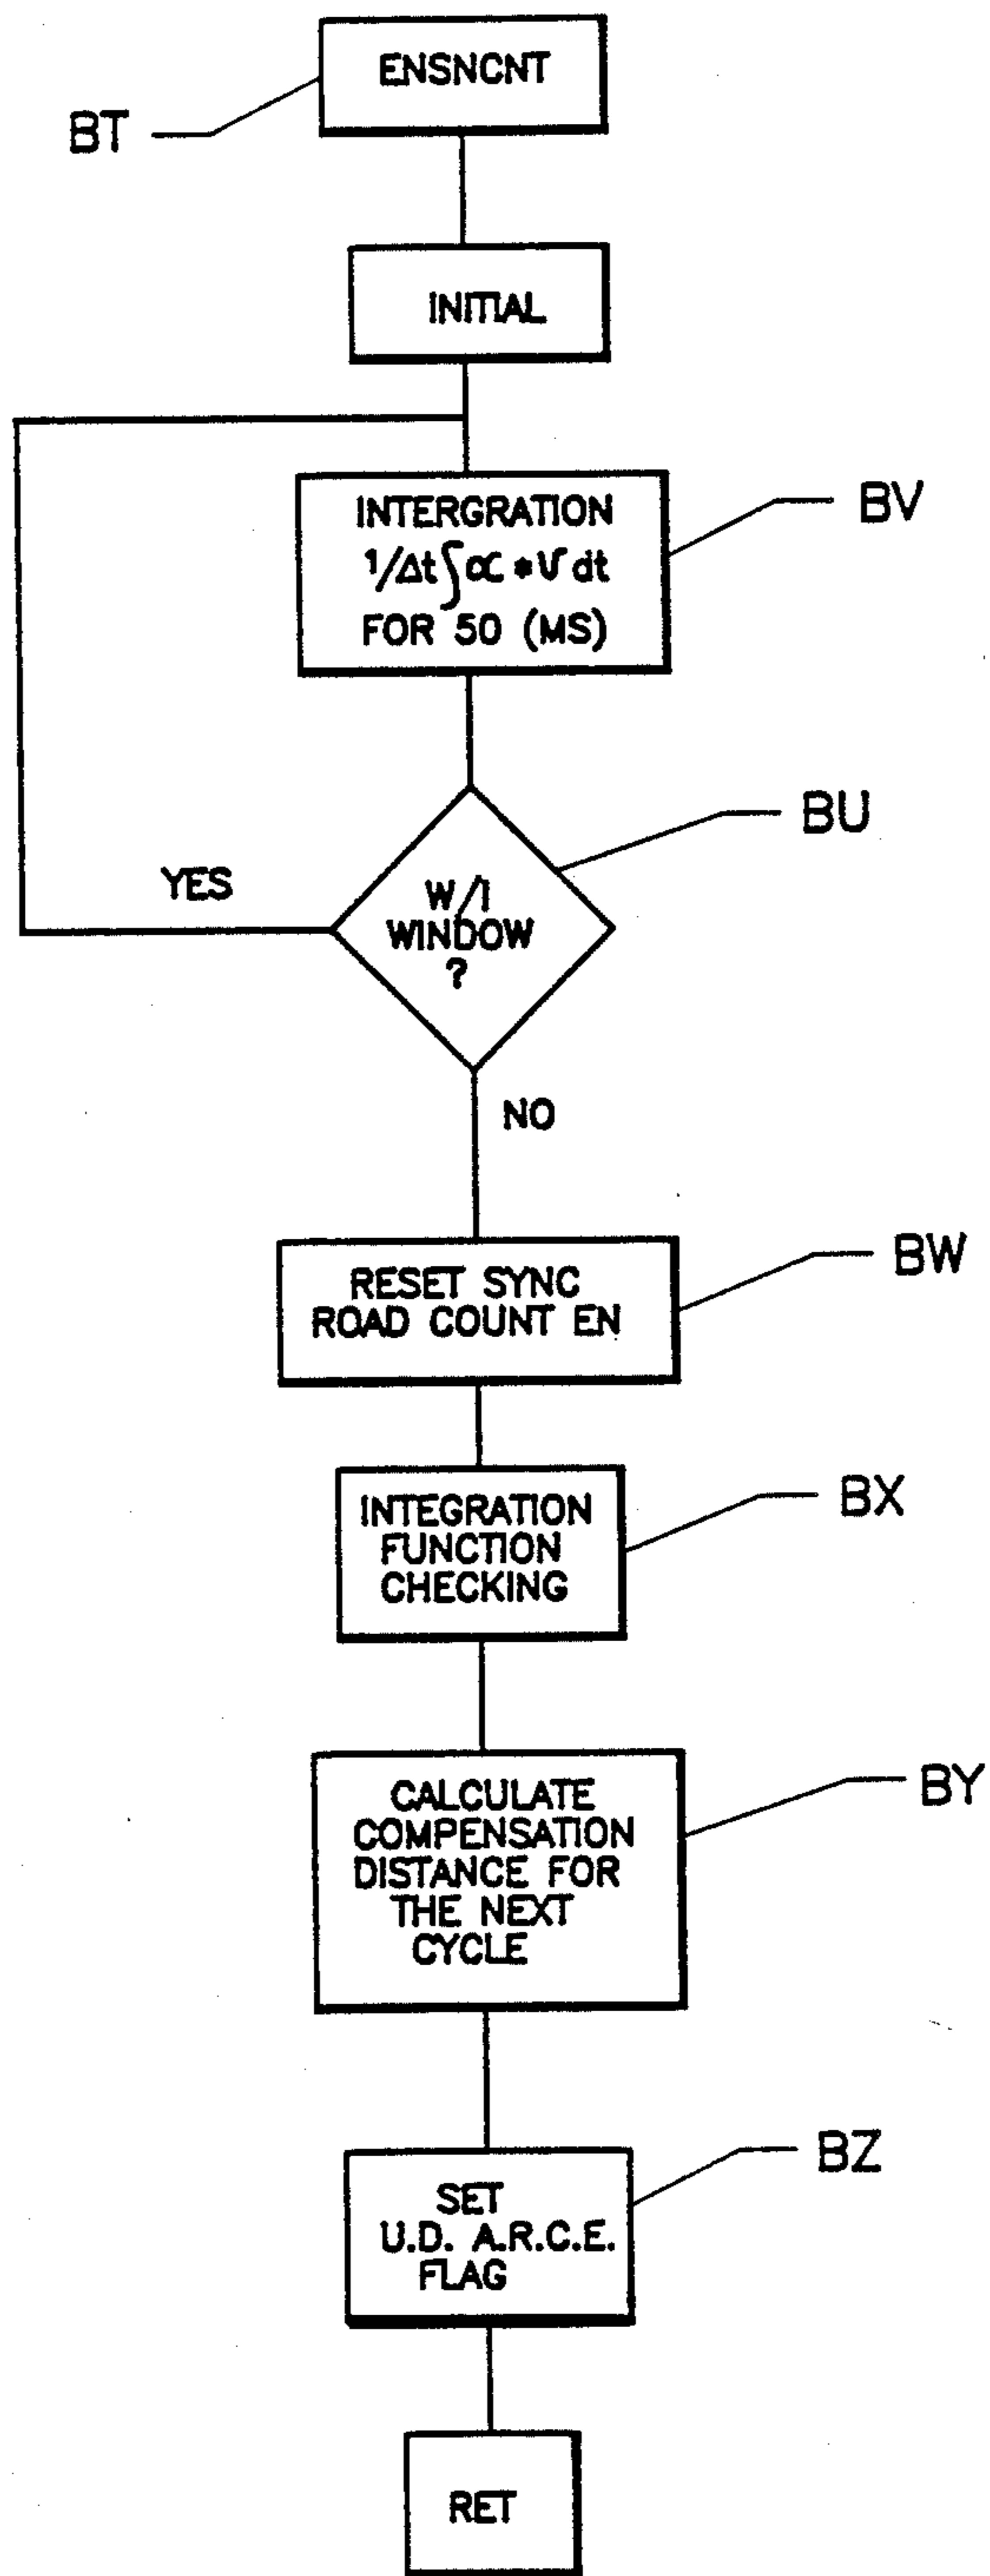 ENSNCNT
BT
INITIAL
INTERGRATION
1/Δt∫∝*v dt
FOR 50 (MS)
BV
BU
YES
W/I
WINDOW
?
NO
RESET SYNC
ROAD COUNT EN
BW
INTEGRATION
FUNCTION
CHECKING
BX
CALCULATE
COMPENSATION
DISTANCE FOR
THE NEXT
CYCLE
BY
SET
U.D. A.R.C.E.
FLAG
BZ
RET